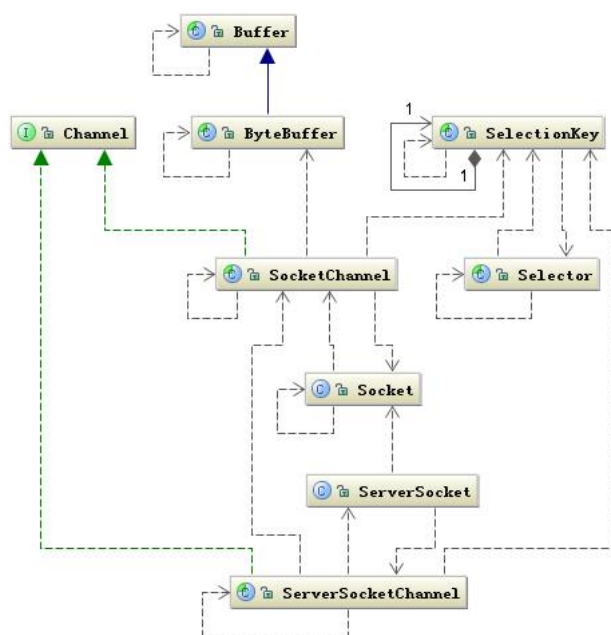 C Buffer
I Channel
C ByteBuffer
1
C SelectionKey
1
C SocketChannel
C Selector
C Socket
C ServerSocket
C ServerSocketChannel